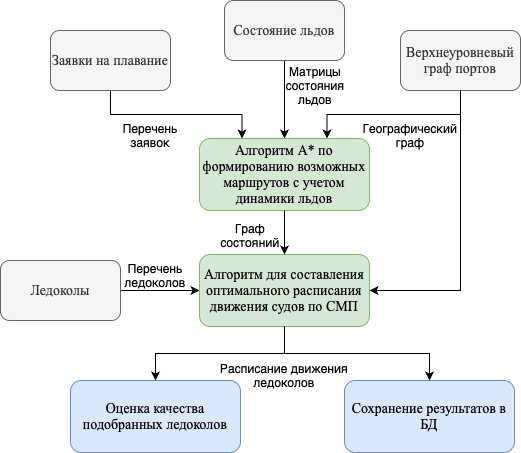 Состояние льдов
Заявки на плавание
Верхнеуровневый
граф портов
Матрицы
состояния
льдов
Перечень
заявок
Географический
граф
Алгоритм А* по
формированию возможных
маршрутов с учетом
динамики льдов
Граф
состояний
Ледоколы
Перечень
ледоколов
Алгоритм для составления
оптимального расписания
движения судов по СМП
Расписание движения
ледоколов
Оценка качества
подобранных ледоколов
Сохранение результатов в
БД